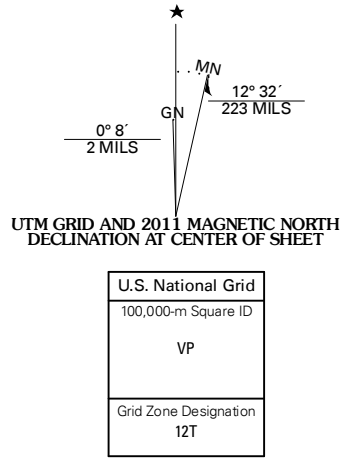 MN
GN
12° 32´
223 MILS
0° 8´
2 MILS
UTM GRID AND 2011 MAGNETIC NORTH
DECLINATION AT CENTER OF SHEET
U.S. National Grid
100,000-m Square ID
VP
Grid Zone Designation
12T